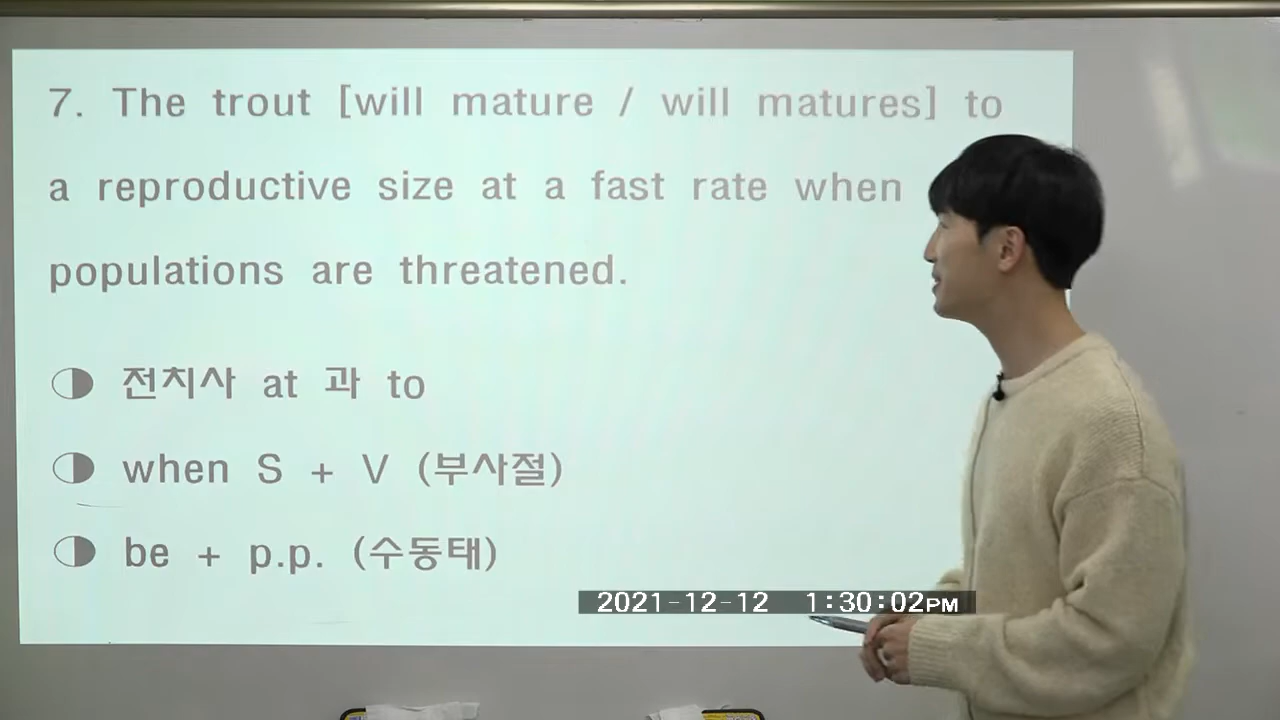 7. The trout [will mature / will matures] to
a reproductive size at a fast rate when
populations are threatened.
◑ 전치사 at 과 to
◑ when S + V (부사절)
◑ be + p.p. (수동태)
2021-12-12 1:30:02PM